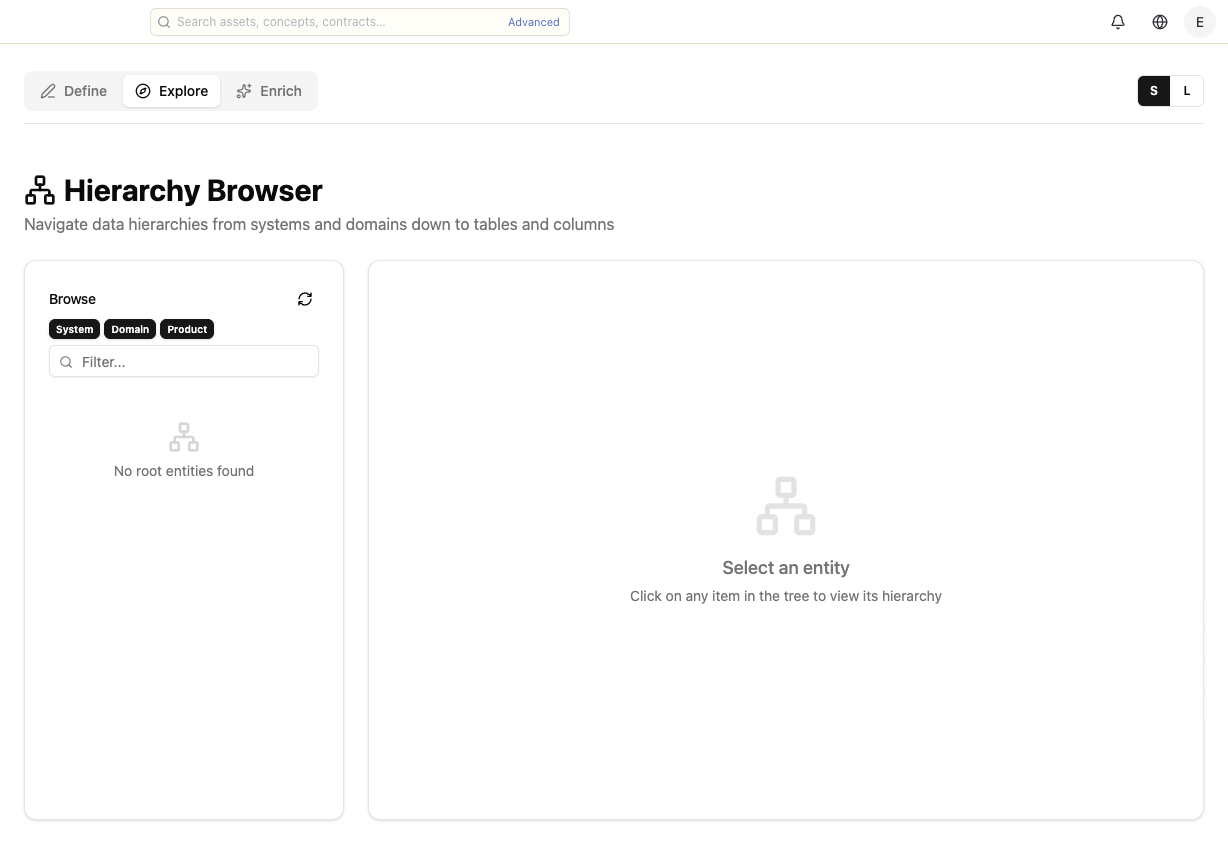 Search assets, concepts, contracts... Advanced
E
Define Explore Enrich
S L
Hierarchy Browser
Navigate data hierarchies from systems and domains down to tables and columns
Browse
System Domain Product
Filter...
No root entities found
Select an entity
Click on any item in the tree to view its hierarchy